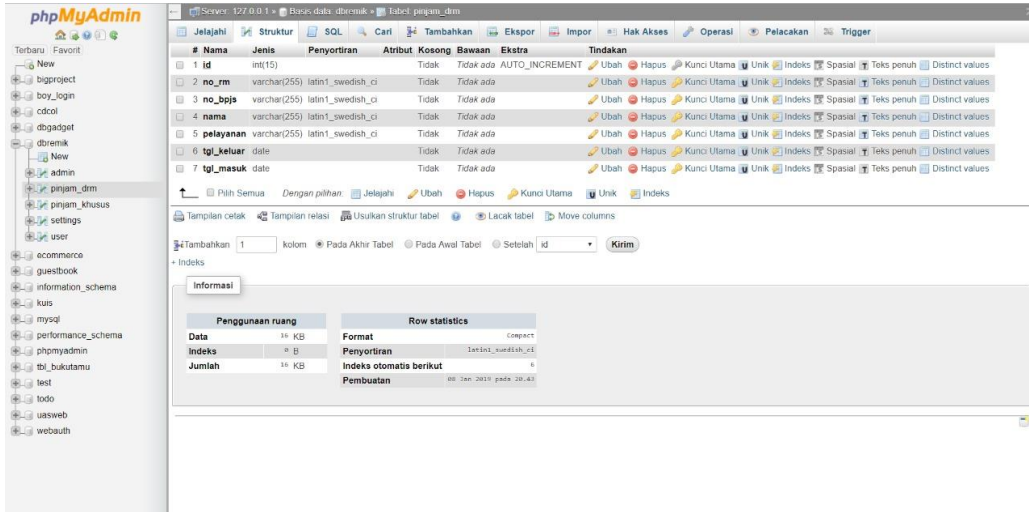 phpMyAdmin
Terbaru Favorit
New
bigproject
boy_login
cdcol
dbgadget
dbremik
New
admin
pinjam_drm
pinjam_khusus
settings
user
ecommerce
guestbook
information_schema
kuis
mysql
performance_schema
phpmyadmin
tbl_bukutamu
test
todo
uasweb
webauth
Server: 127.0.0.1 » Basis data: dbremik » Tabel: pinjam_drm
Jelajahi Struktur SQL Cari Tambahkan Ekspor Impor Hak Akses Operasi Pelacakan Trigger
# Nama Jenis Penyortiran Atribut Kosong Bawaan Ekstra Tindakan
1 id int(15) Tidak Tidak ada AUTO_INCREMENT Ubah Hapus Kunci Utama Unik Indeks Spasial Teks penuh Distinct values
2 no_rm varchar(255) latin1_swedish_ci Tidak Tidak ada Ubah Hapus Kunci Utama Unik Indeks Spasial Teks penuh Distinct values
3 no_bpjs varchar(255) latin1_swedish_ci Tidak Tidak ada Ubah Hapus Kunci Utama Unik Indeks Spasial Teks penuh Distinct values
4 nama varchar(255) latin1_swedish_ci Tidak Tidak ada Ubah Hapus Kunci Utama Unik Indeks Spasial Teks penuh Distinct values
5 pelayanan varchar(255) latin1_swedish_ci Tidak Tidak ada Ubah Hapus Kunci Utama Unik Indeks Spasial Teks penuh Distinct values
6 tgl_keluar date Tidak Tidak ada Ubah Hapus Kunci Utama Unik Indeks Spasial Teks penuh Distinct values
7 tgl_masuk date Tidak Tidak ada Ubah Hapus Kunci Utama Unik Indeks Spasial Teks penuh Distinct values
Pilih Semua Dengan pilihan: Jelajahi Ubah Hapus Kunci Utama Unik Indeks
Tampilan cetak Tampilan relasi Usulkan struktur tabel Lacak tabel Move columns
Tambahkan 1 kolom Pada Akhir Tabel Pada Awal Tabel Setelah id Kirim
+ Indeks
Informasi
Penggunaan ruang
Data 16 KB
Indeks 0 B
Jumlah 16 KB
Row statistics
Format Compact
Penyortiran latin1_swedish_ci
Indeks otomatis berikut 6
Pembuatan 08 Jan 2019 pada 20.43